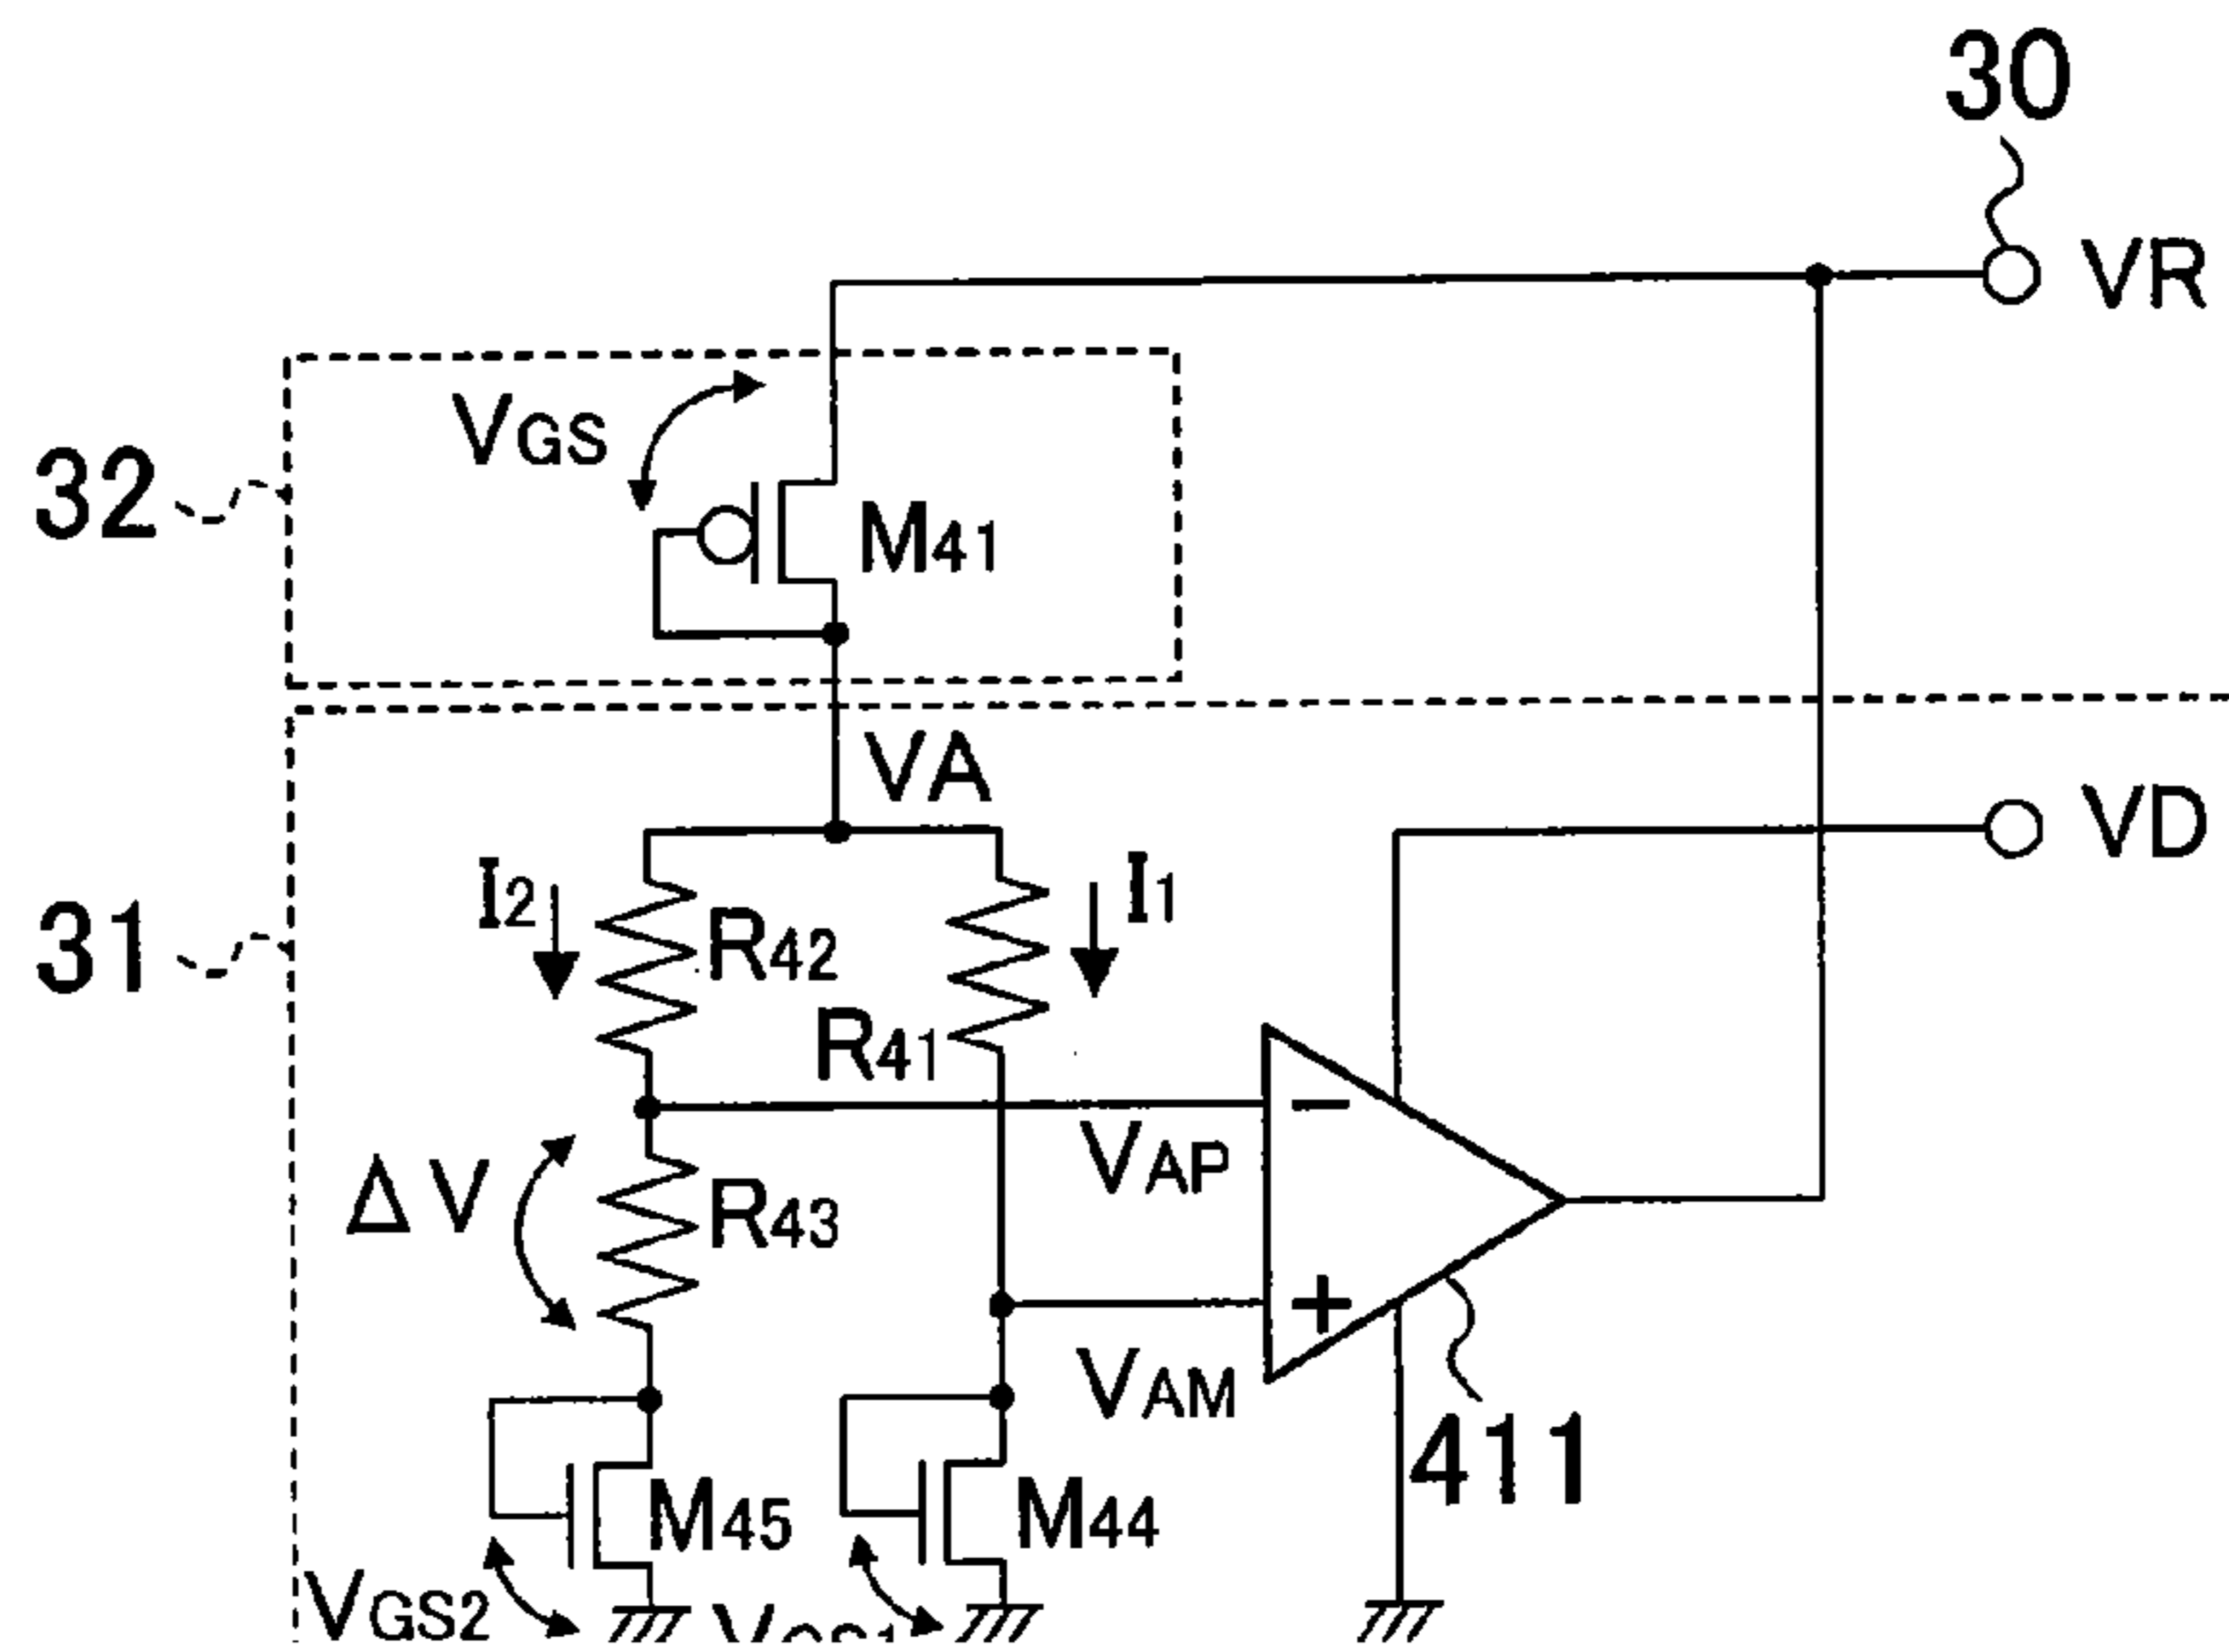 30
VR
VGS
32
M41
VA
VD
I2
I1
R42
31
R41
VAP
ΔV
R43
−
+
VAM
411
M45
M44
VGS2
VGS1